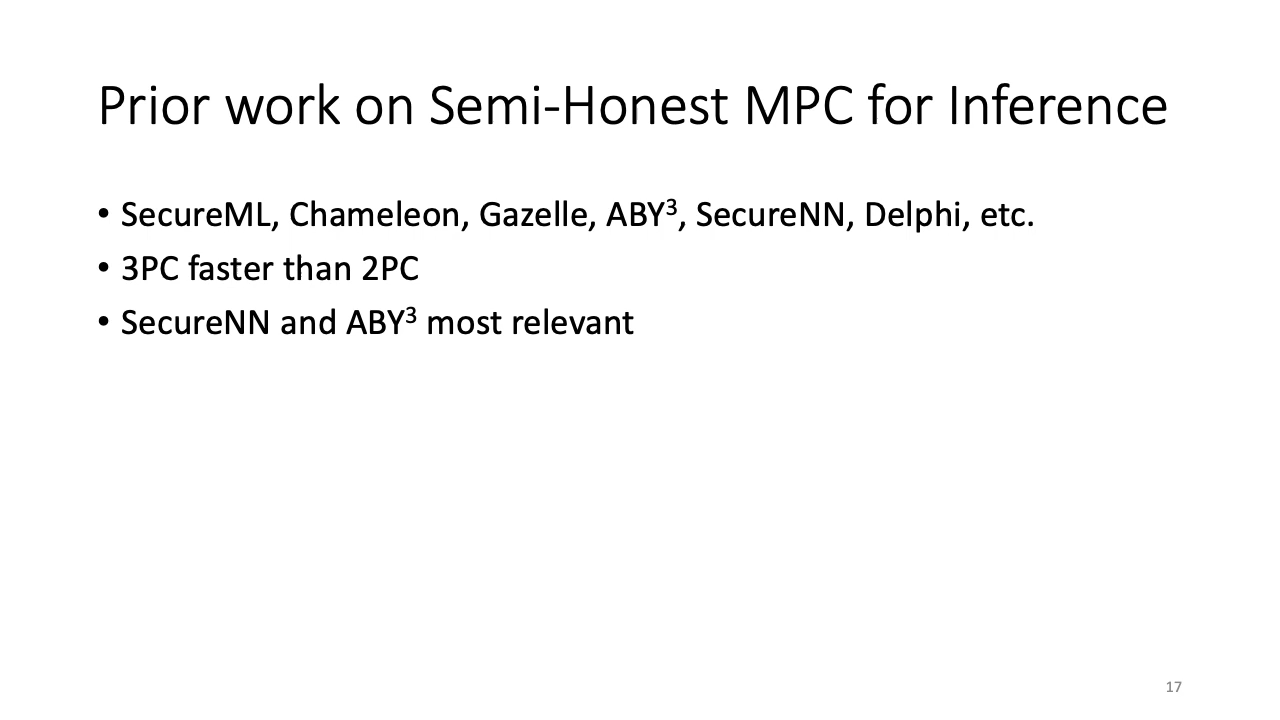 Prior work on Semi-Honest MPC for Inference
• SecureML, Chameleon, Gazelle, ABY³, SecureNN, Delphi, etc.
• 3PC faster than 2PC
• SecureNN and ABY³ most relevant
17